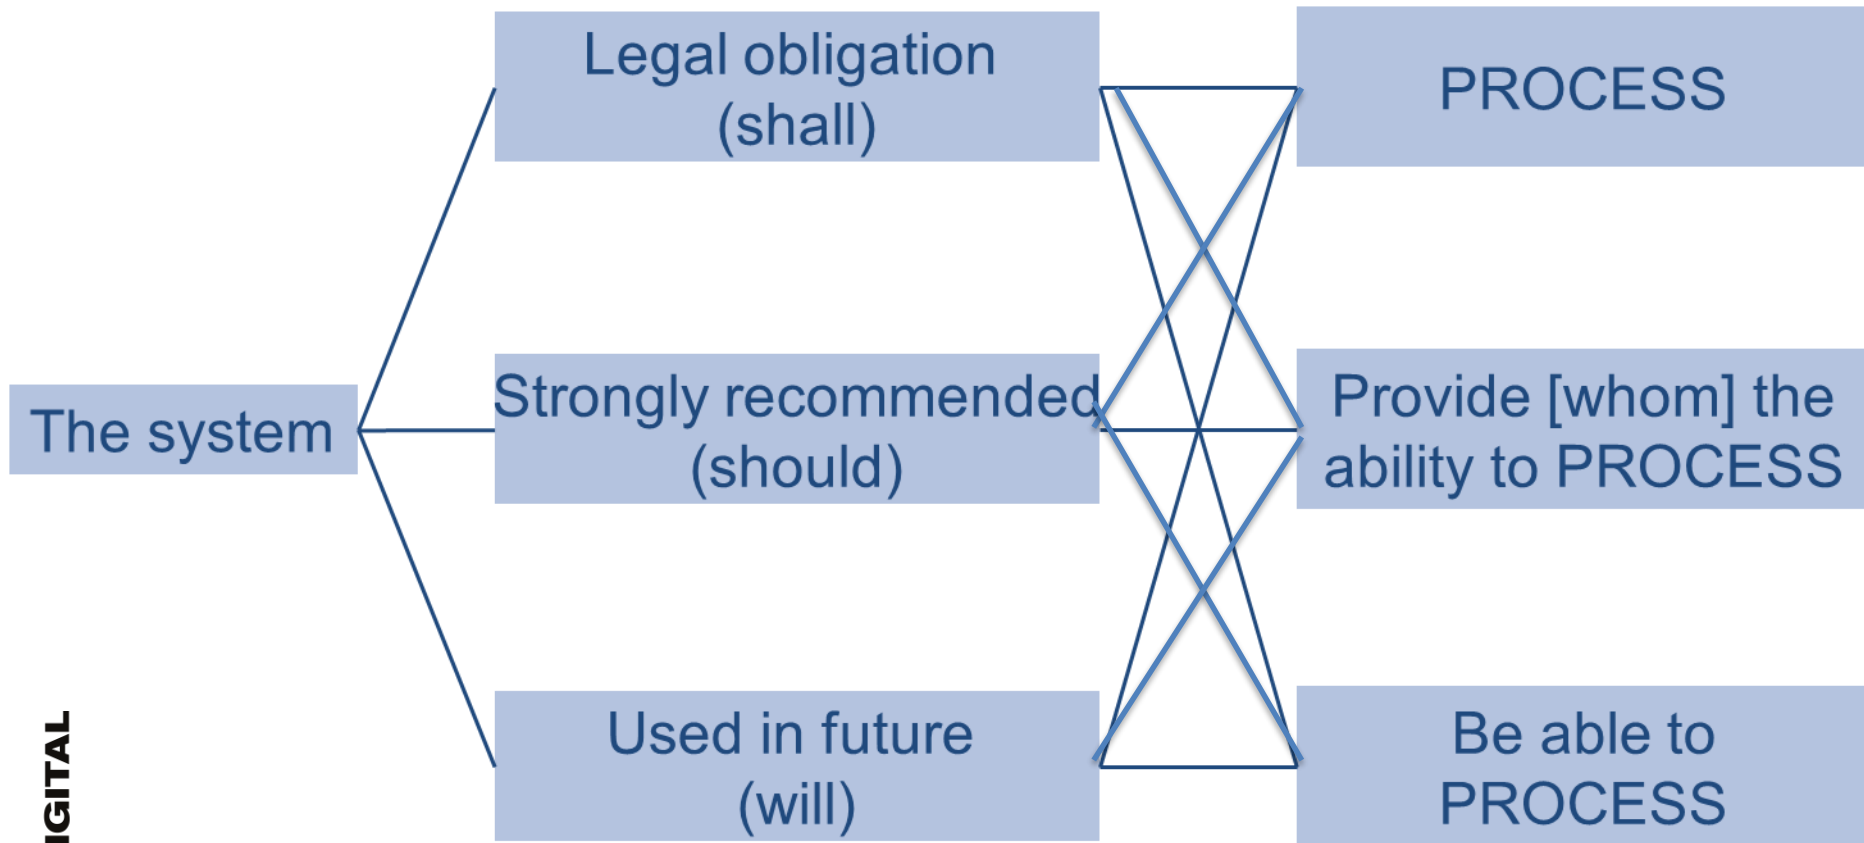 The system
Legal obligation
(shall)
Strongly recommended
(should)
Used in future
(will)
PROCESS
Provide [whom] the
ability to PROCESS
Be able to
PROCESS
IGITAL